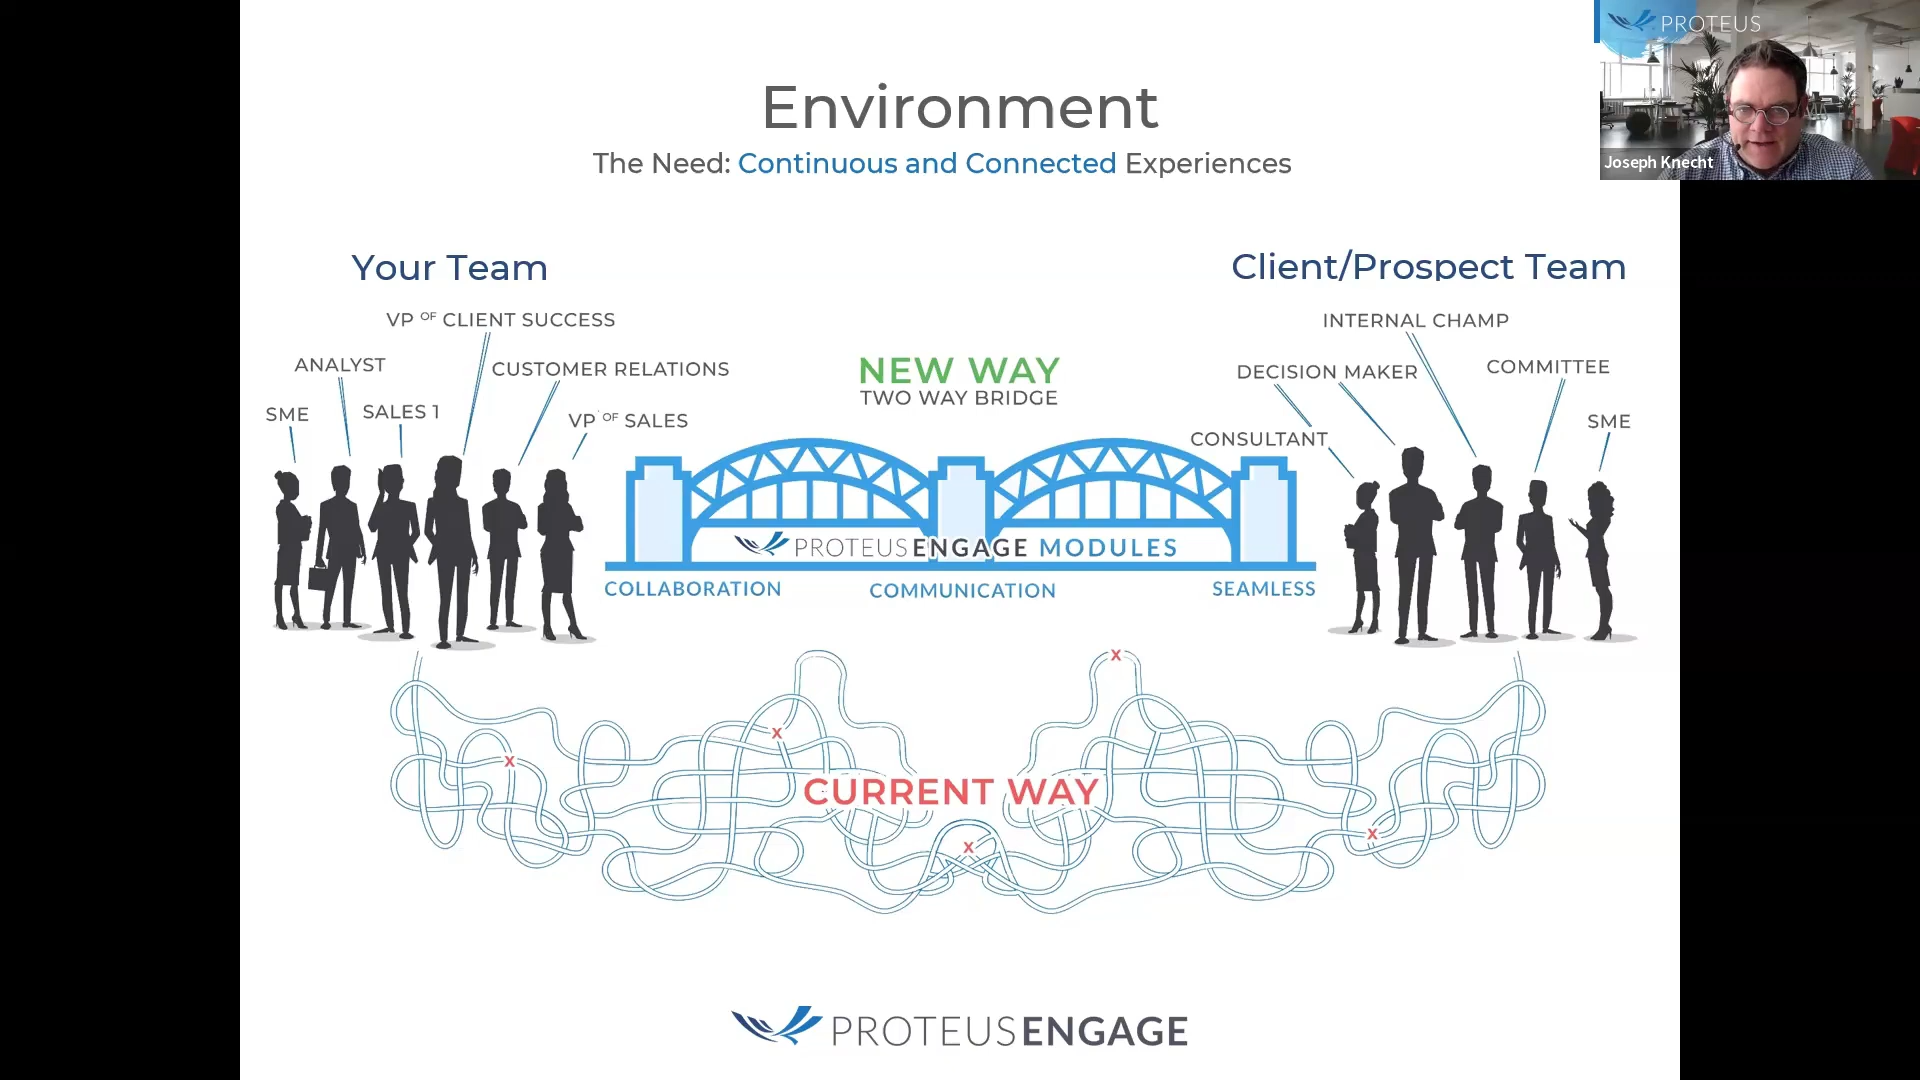 PROTEUS
Joseph Knecht
Environment
The Need: Continuous and Connected Experiences
Your Team
Client/Prospect Team
VP OF CLIENT SUCCESS
ANALYST
CUSTOMER RELATIONS
SME
SALES 1
VP OF SALES
NEW WAY
TWO WAY BRIDGE
INTERNAL CHAMP
DECISION MAKER
COMMITTEE
CONSULTANT
SME
PROTEUSENGAGE MODULES
COLLABORATION
COMMUNICATION
SEAMLESS
X
X
X
CURRENT WAY
X
X
PROTEUSENGAGE